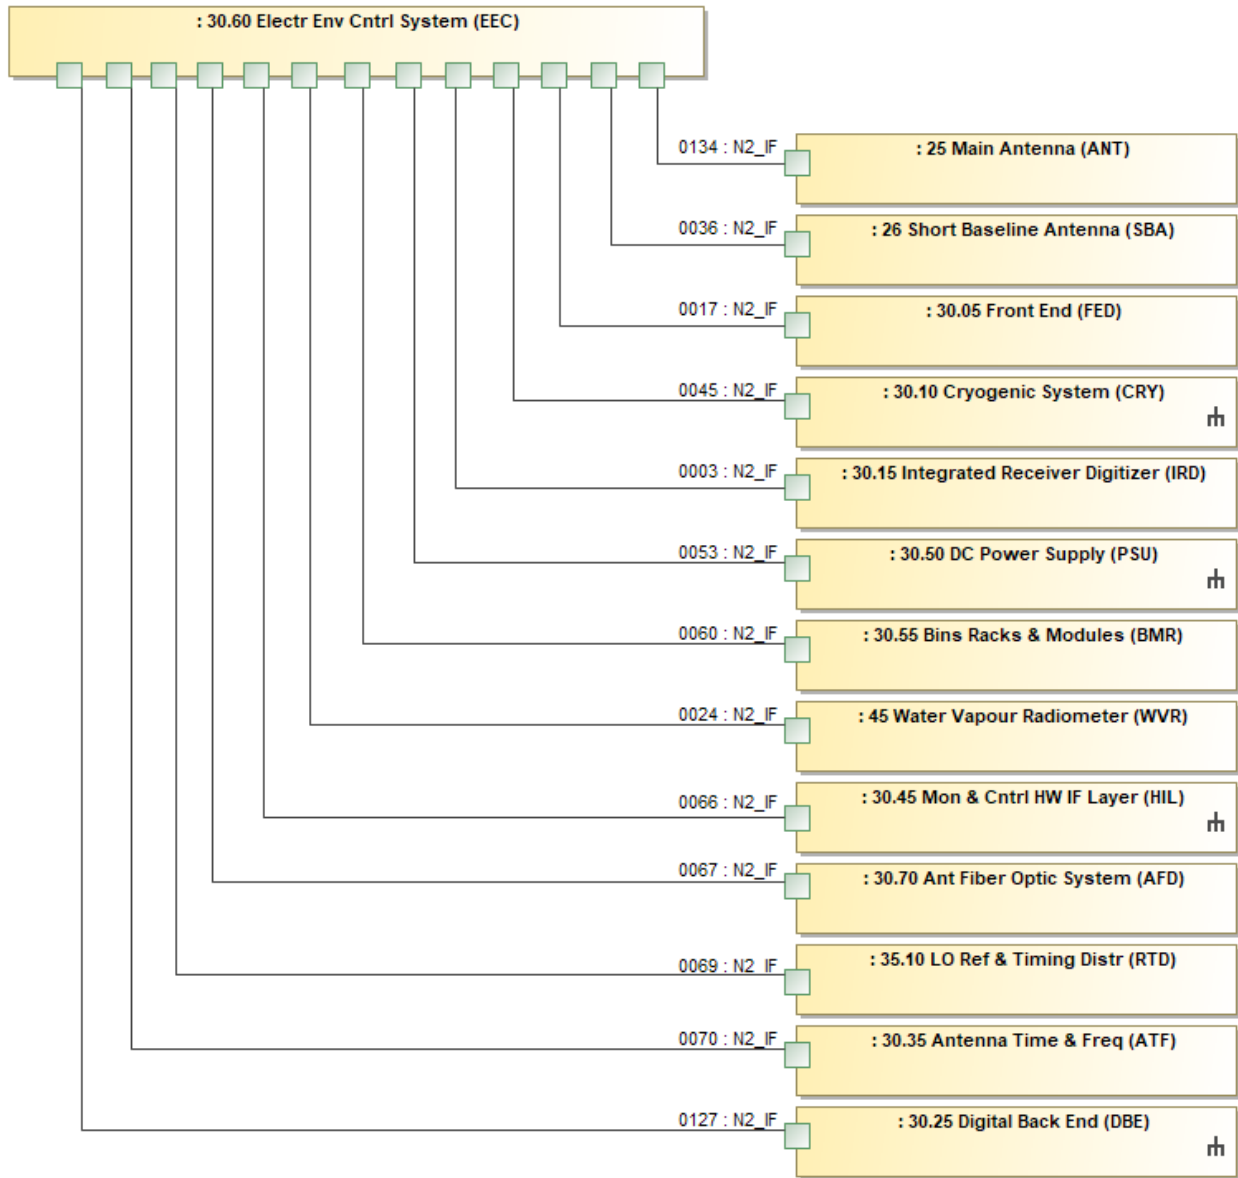 : 30.60 Electr Env Cntrl System (EEC)
0134 : N2_IF
: 25 Main Antenna (ANT)
0036 : N2_IF
: 26 Short Baseline Antenna (SBA)
0017 : N2_IF
: 30.05 Front End (FED)
0045 : N2_IF
: 30.10 Cryogenic System (CRY)
0003 : N2_IF
: 30.15 Integrated Receiver Digitizer (IRD)
0053 : N2_IF
: 30.50 DC Power Supply (PSU)
0060 : N2_IF
: 30.55 Bins Racks & Modules (BMR)
0024 : N2_IF
: 45 Water Vapour Radiometer (WVR)
0066 : N2_IF
: 30.45 Mon & Cntrl HW IF Layer (HIL)
0067 : N2_IF
: 30.70 Ant Fiber Optic System (AFD)
0069 : N2_IF
: 35.10 LO Ref & Timing Distr (RTD)
0070 : N2_IF
: 30.35 Antenna Time & Freq (ATF)
0127 : N2_IF
: 30.25 Digital Back End (DBE)